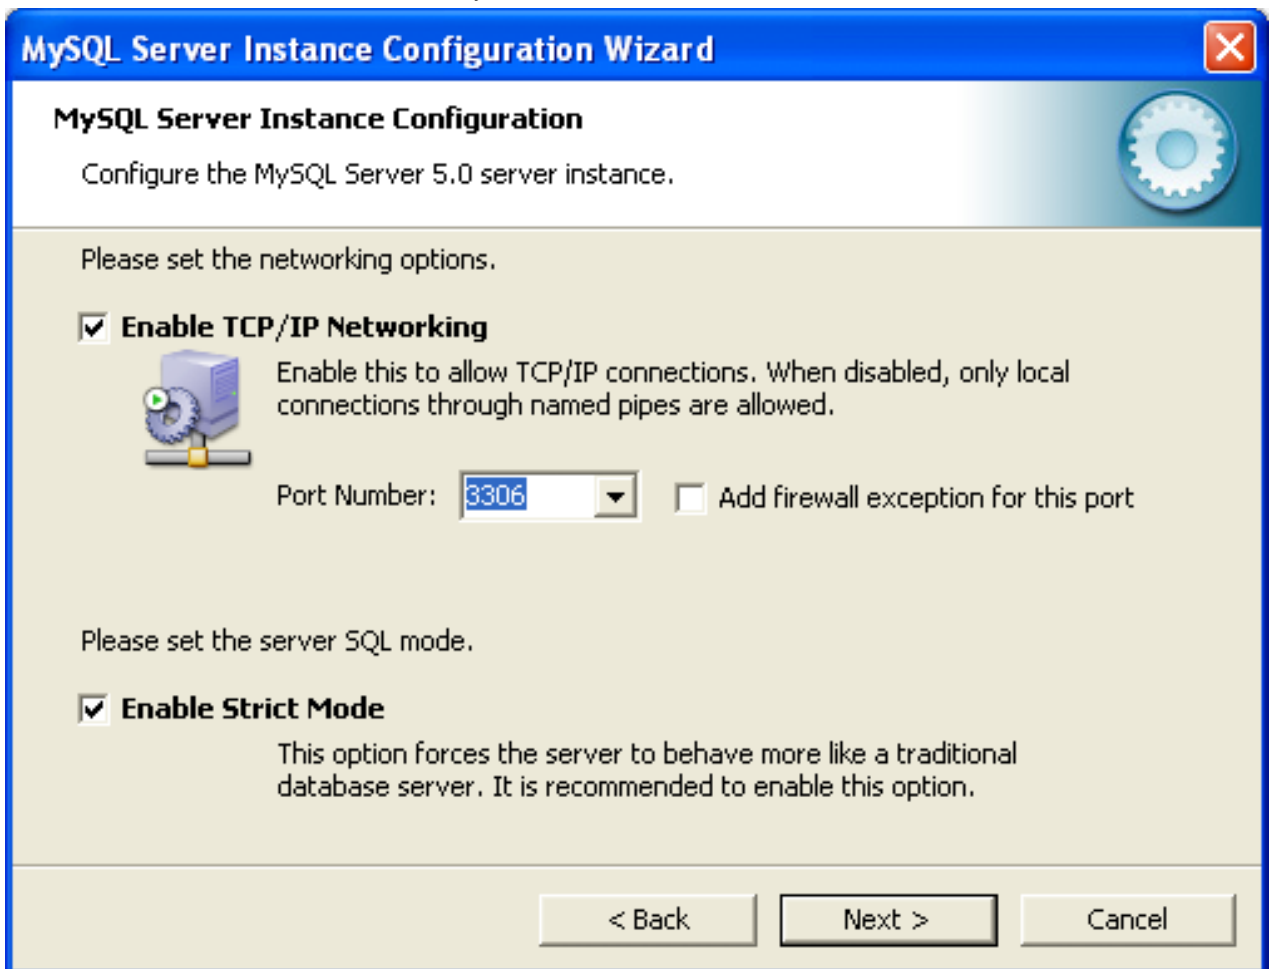 MySQL Server Instance Configuration Wizard
MySQL Server Instance Configuration
Configure the MySQL Server 5.0 server instance.
Please set the networking options.
Enable TCP/IP Networking
Enable this to allow TCP/IP connections. When disabled, only local
connections through named pipes are allowed.
Port Number: 3306 Add firewall exception for this port
Please set the server SQL mode.
Enable Strict Mode
This option forces the server to behave more like a traditional
database server. It is recommended to enable this option.
< Back Next > Cancel